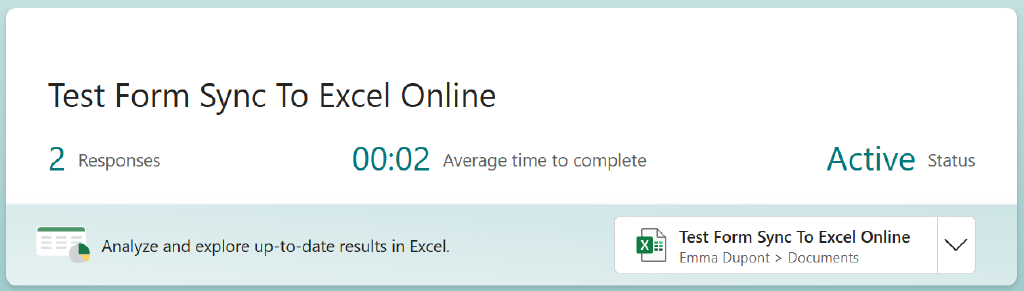 Test Form Sync To Excel Online
2 Responses 00:02 Average time to complete Active Status
Analyze and explore up-to-date results in Excel.
X
Test Form Sync To Excel Online
Emma Dupont > Documents